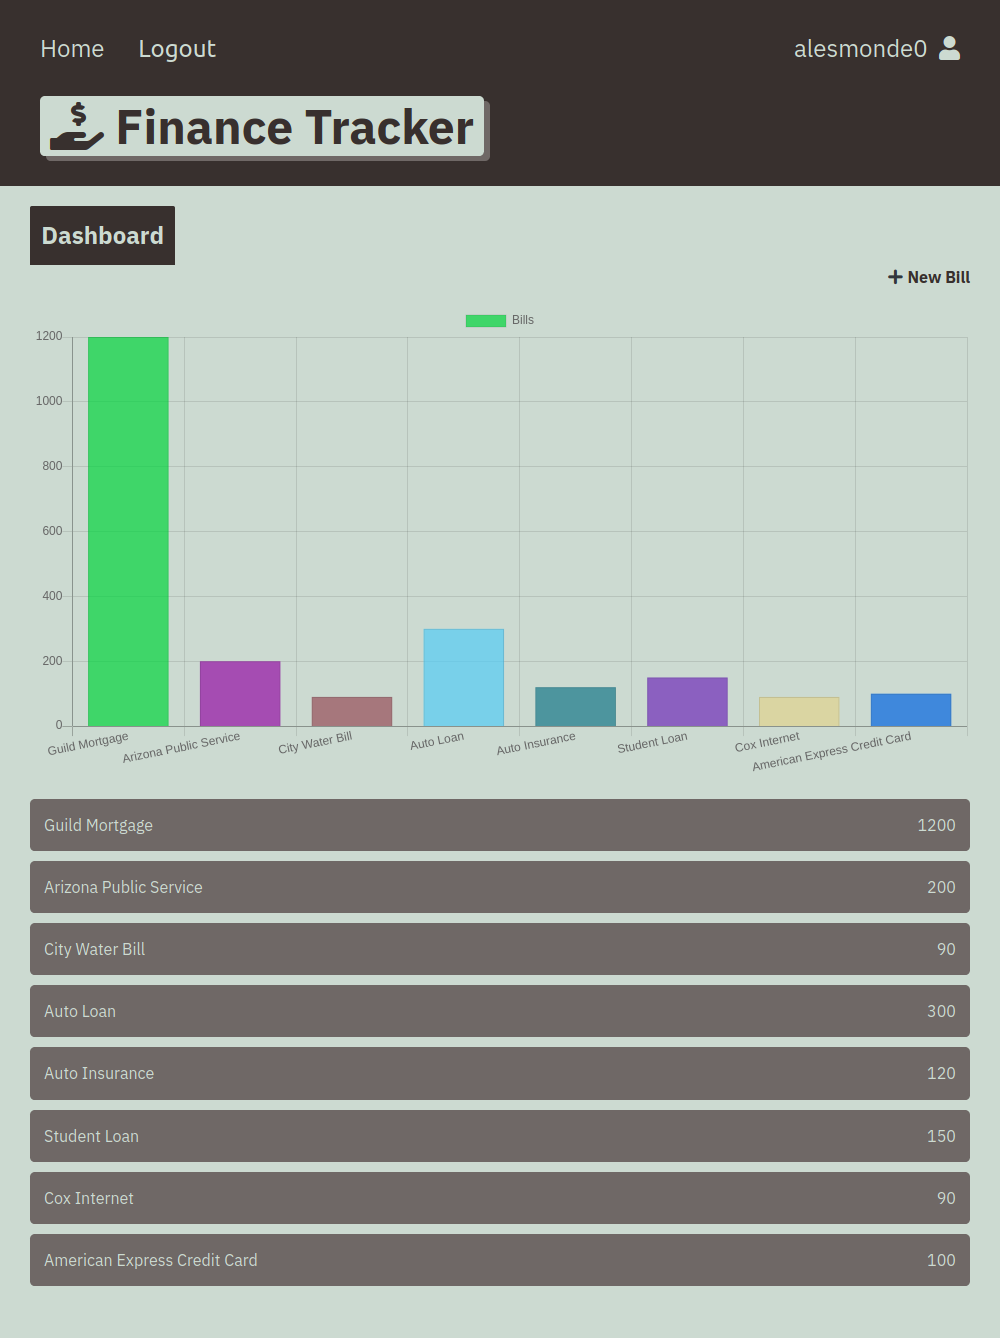 Home Logout alesmonde0
$ Finance Tracker
Dashboard
New Bill
Bills
1200
1000
800
600
400
200
0
Guild Mortgage
Arizona Public Service
City Water Bill
Auto Loan
Auto Insurance
Student Loan
Cox Internet
American Express Credit Card
Guild Mortgage 1200
Arizona Public Service 200
City Water Bill 90
Auto Loan 300
Auto Insurance 120
Student Loan 150
Cox Internet 90
American Express Credit Card 100